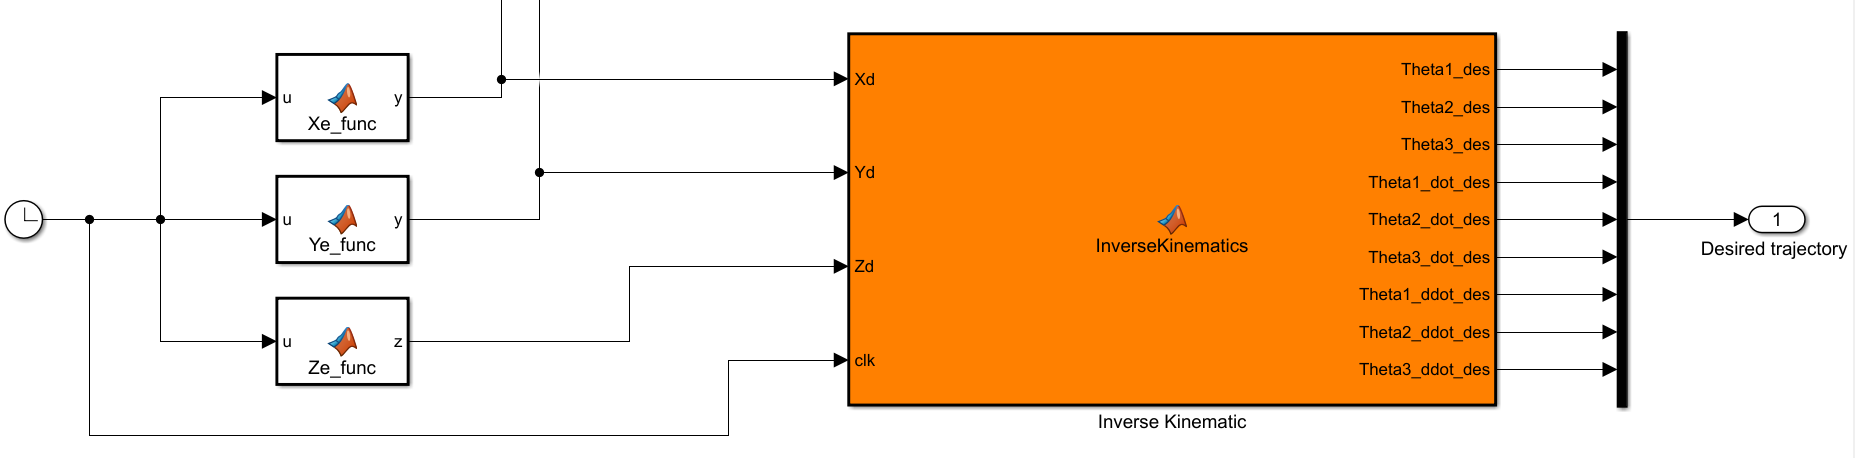 u
y
Xe_func
u
y
Ye_func
u
z
Ze_func
Xd
Yd
Zd
clk
InverseKinematics
Theta1_des
Theta2_des
Theta3_des
Theta1_dot_des
Theta2_dot_des
Theta3_dot_des
Theta1_ddot_des
Theta2_ddot_des
Theta3_ddot_des
Inverse Kinematic
1
Desired trajectory